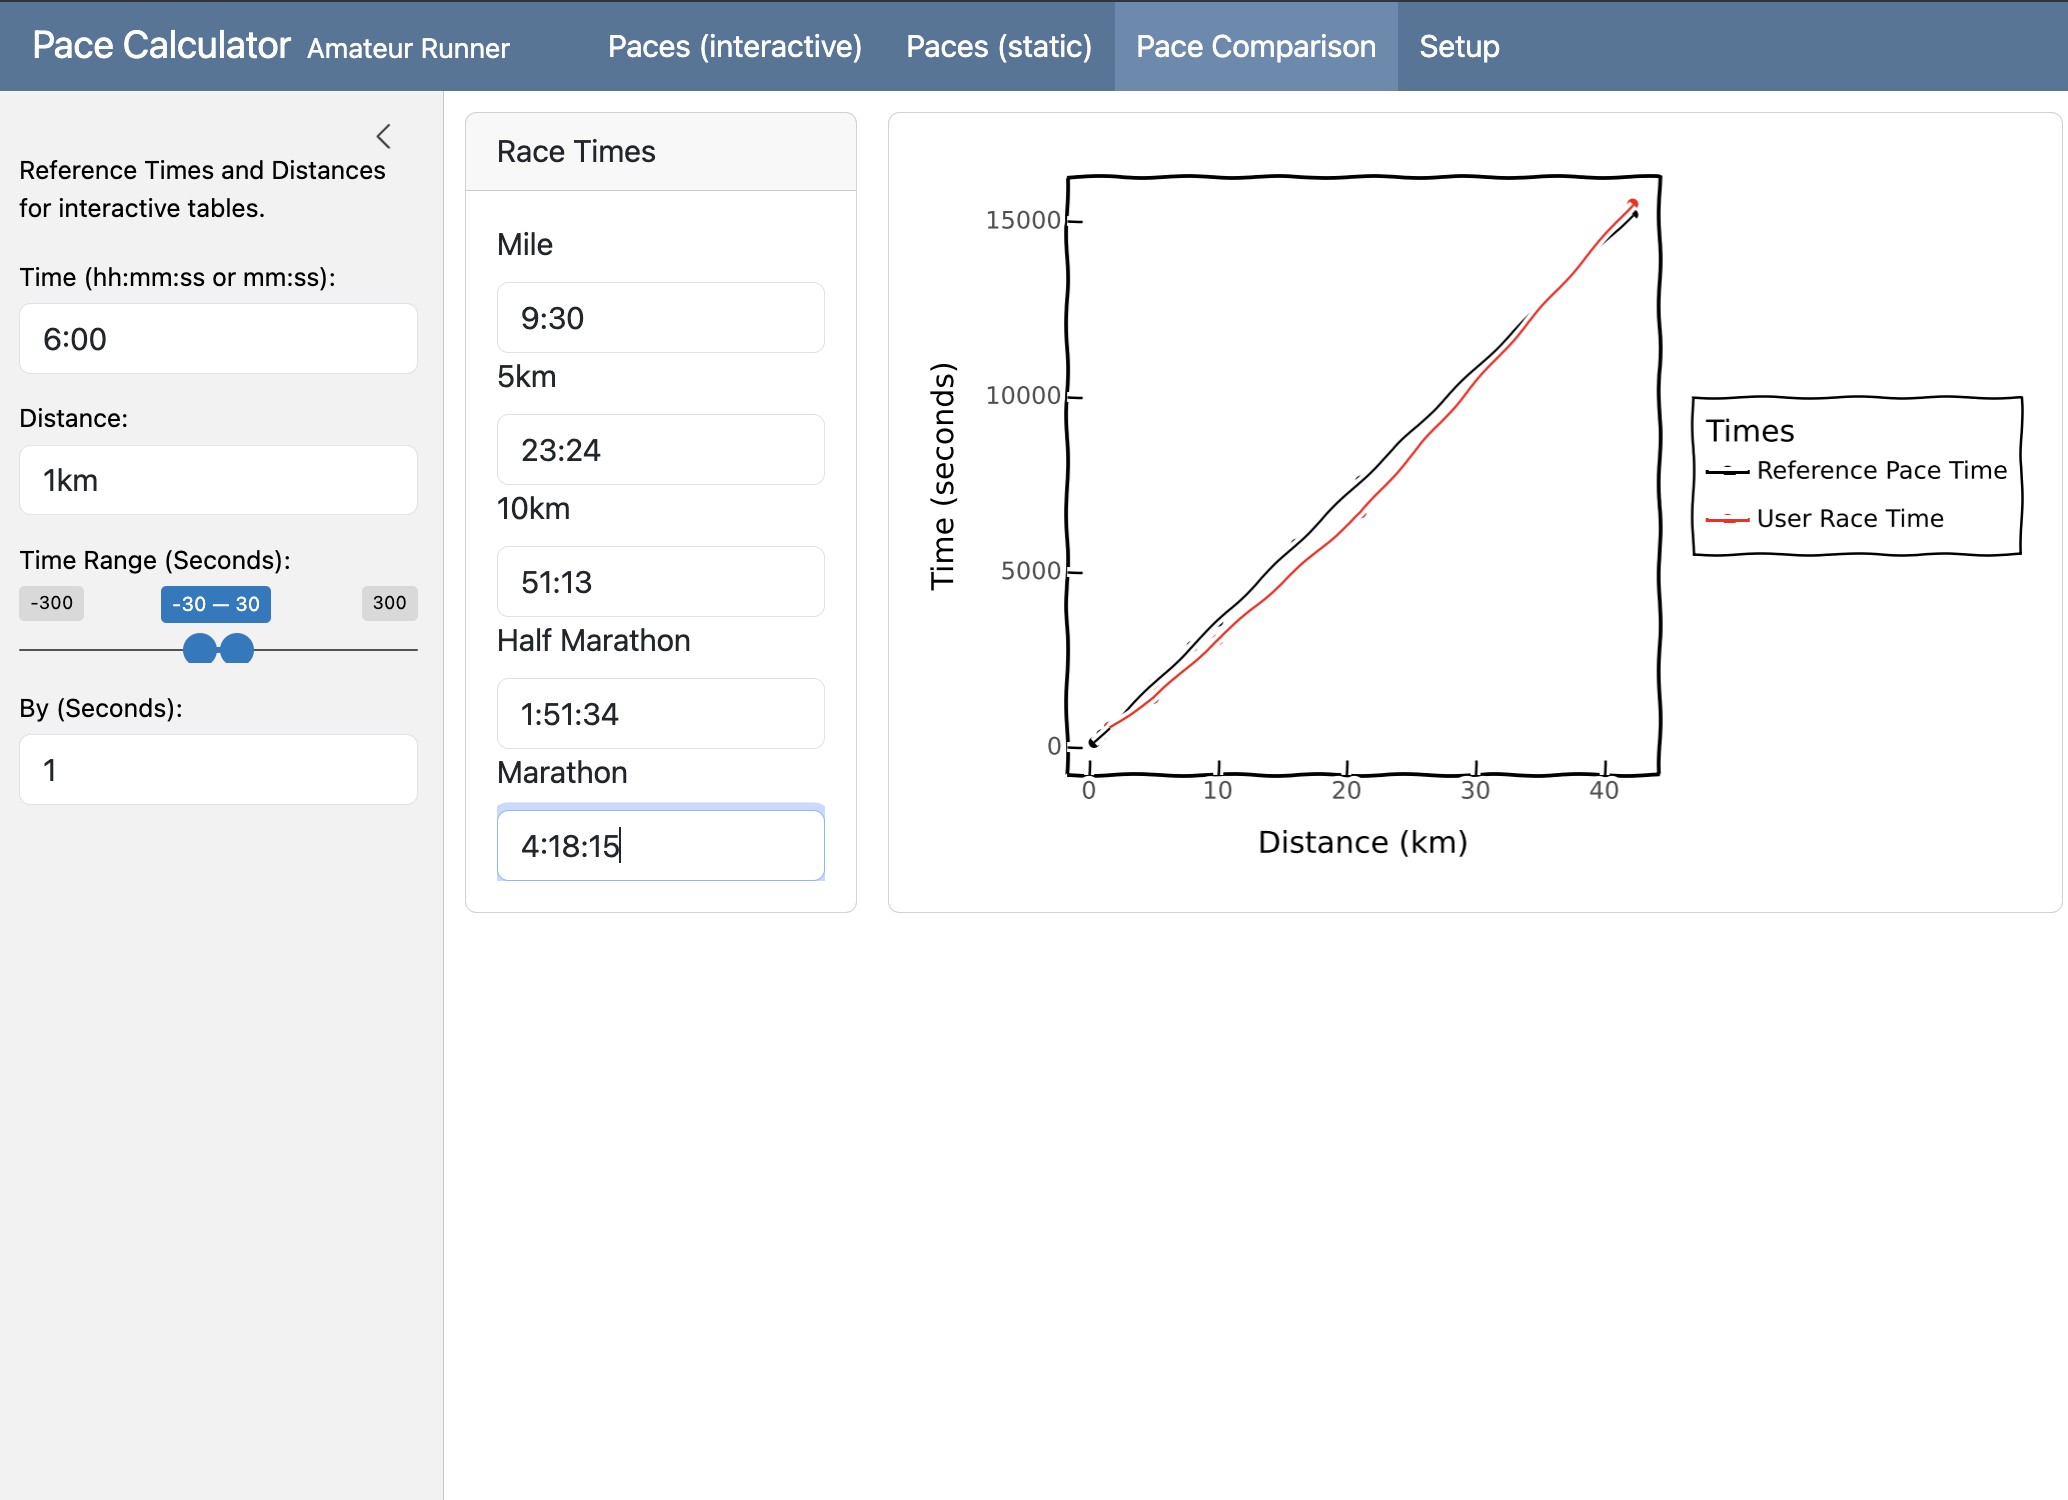 Pace Calculator Amateur Runner Paces (interactive) Paces (static) Pace Comparison Setup
Reference Times and Distances
for interactive tables.
Time (hh:mm:ss or mm:ss):
6:00
Distance:
1km
Time Range (Seconds):
-300 -30 — 30 300
By (Seconds):
1
Race Times
Mile
9:30
5km
23:24
10km
51:13
Half Marathon
1:51:34
Marathon
4:18:15
Time (seconds)
15000
10000
5000
0
0 10 20 30 40
Distance (km)
Times
Reference Pace Time
User Race Time